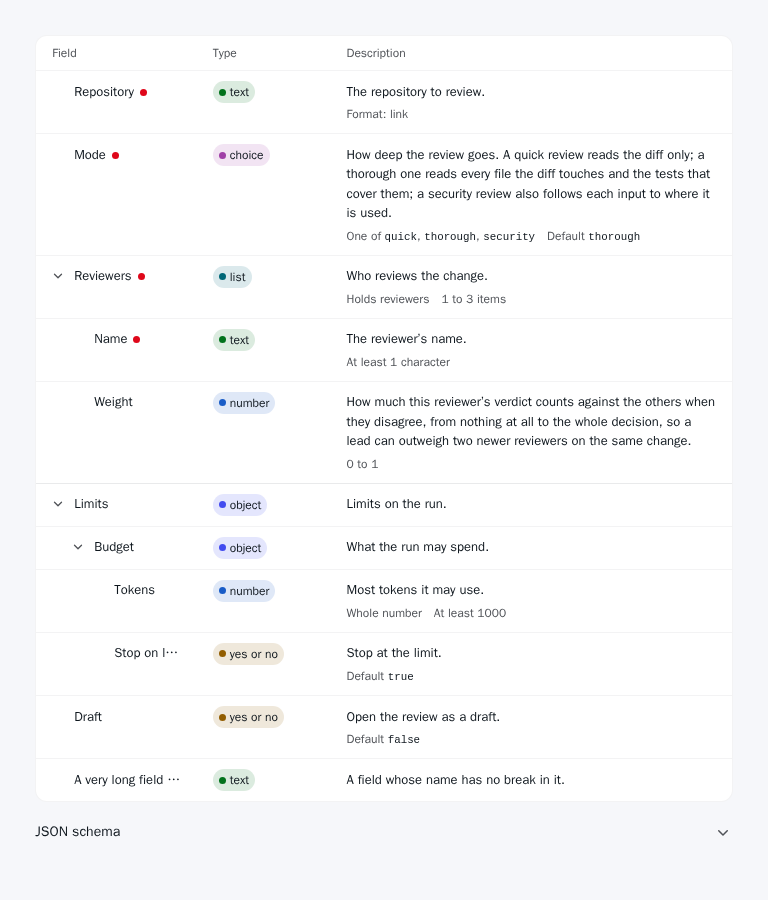 Field Type Description
Repository text The repository to review.
Format: link
Mode choice How deep the review goes. A quick review reads the diff only; a
thorough one reads every file the diff touches and the tests that
cover them; a security review also follows each input to where it
is used.
One of quick, thorough, security Default thorough
Reviewers list Who reviews the change.
Holds reviewers 1 to 3 items
Name text The reviewer's name.
At least 1 character
Weight number How much this reviewer's verdict counts against the others when
they disagree, from nothing at all to the whole decision, so a
lead can outweigh two newer reviewers on the same change.
0 to 1
Limits object Limits on the run.
Budget object What the run may spend.
Tokens number Most tokens it may use.
Whole number At least 1000
Stop on l··· yes or no Stop at the limit.
Default true
Draft yes or no Open the review as a draft.
Default false
A very long field ··· text A field whose name has no break in it.
JSON schema